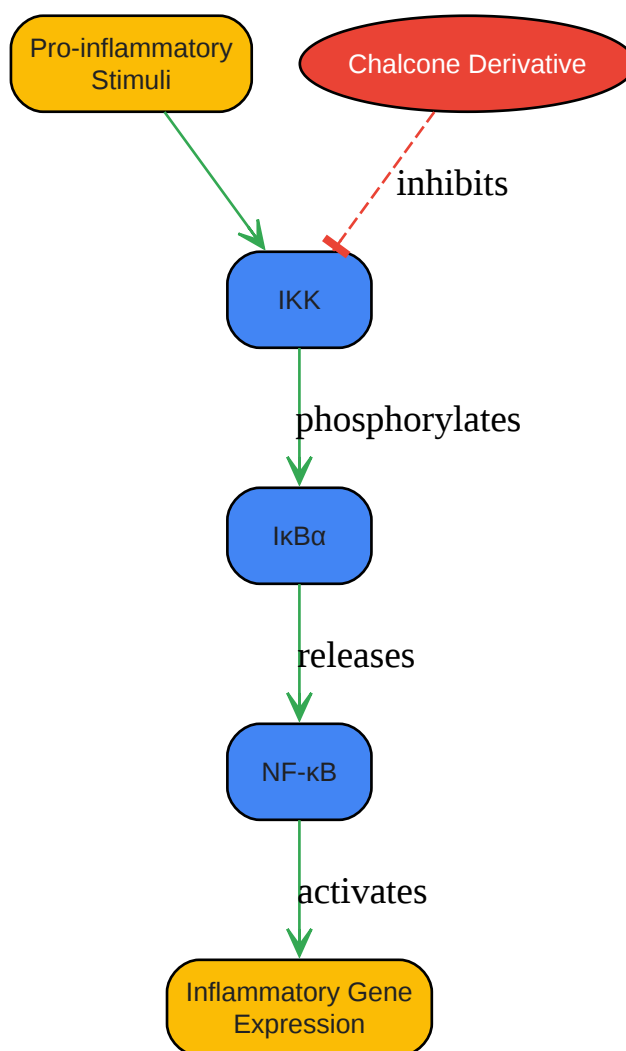 Pro-inflammatory
Stimuli
Chalcone Derivative
inhibits
IKK
phosphorylates
IκBα
releases
NF-κB
activates
Inflammatory Gene
Expression